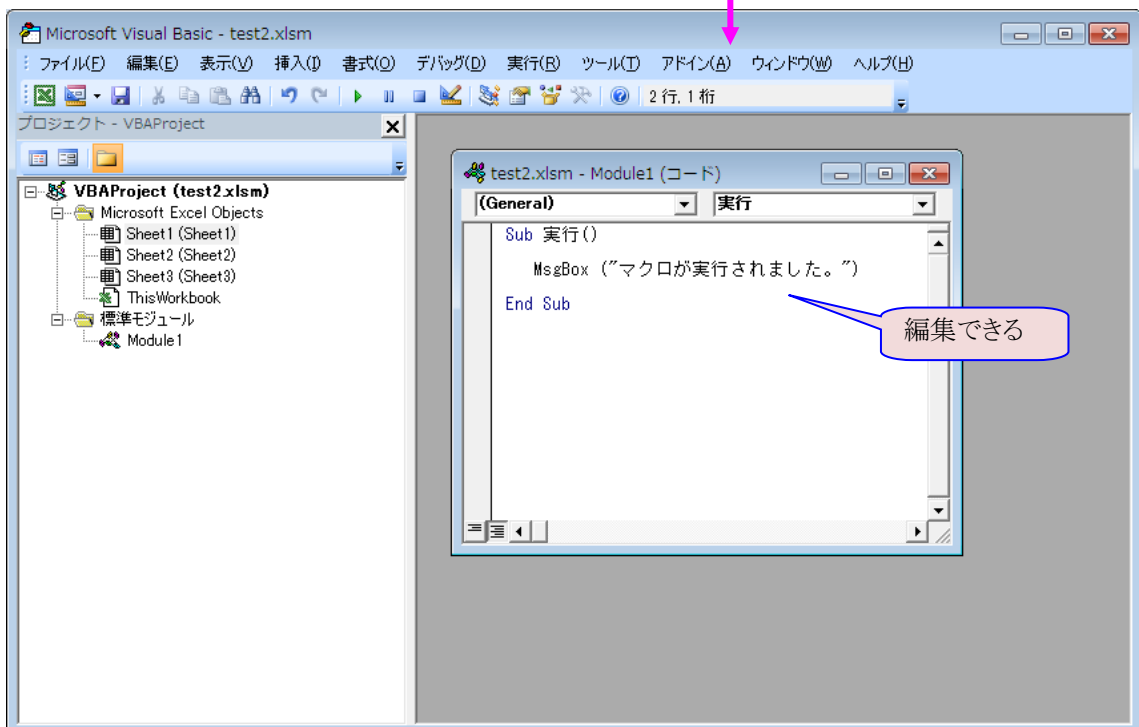 Microsoft Visual Basic - test2.xlsm
ファイル(F) 編集(E) 表示(V) 挿入(I) 書式(O) デバッグ(D) 実行(R) ツール(T) アドイン(A) ウィンドウ(W) ヘルプ(H)
2 行, 1 桁
プロジェクト - VBAProject
VBAProject (test2.xlsm)
Microsoft Excel Objects
Sheet1 (Sheet1)
Sheet2 (Sheet2)
Sheet3 (Sheet3)
ThisWorkbook
標準モジュール
Module1
test2.xlsm - Module1 (コード)
(General) 実行
Sub 実行()
MsgBox ("マクロが実行されました。")
End Sub
編集できる